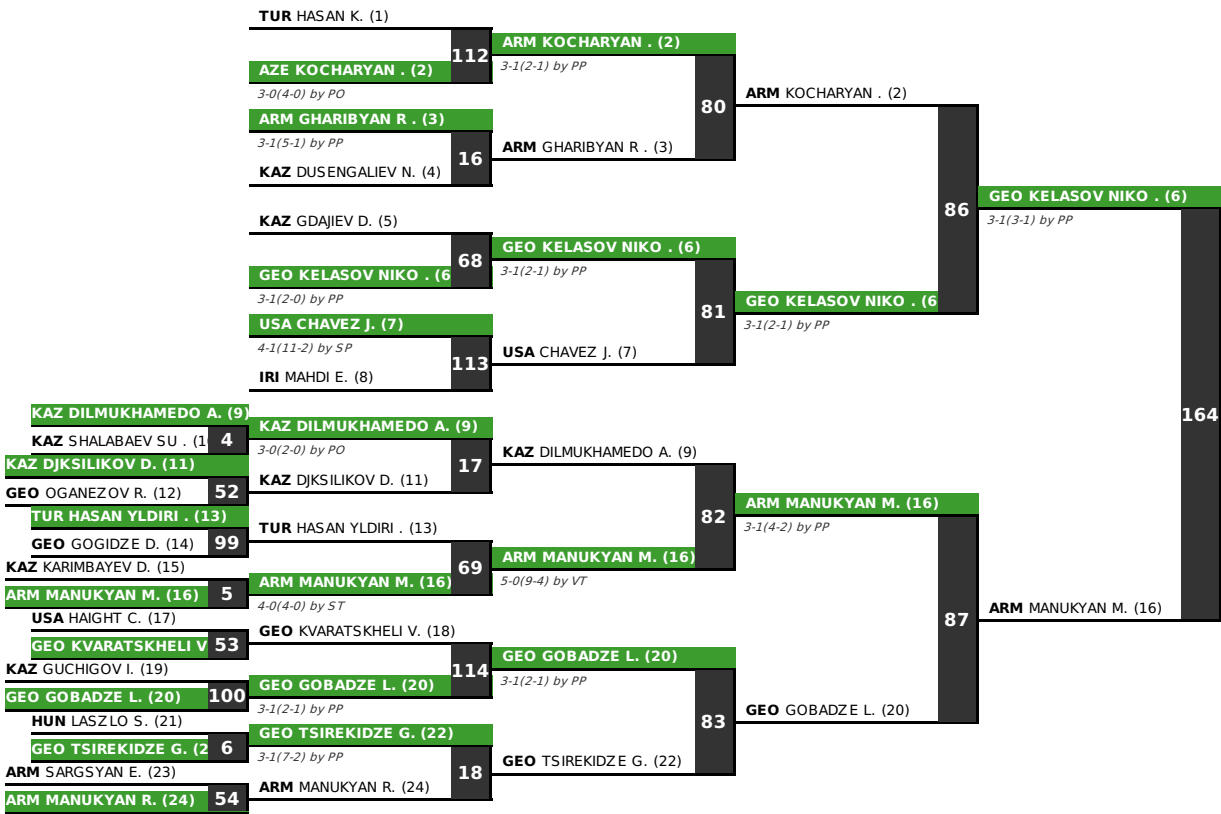 TUR HASAN K. (1)
112
AZE KOCHARYAN . (2)
3-0(4-0) by PO
ARM GHARIBYAN R . (3)
3-1(5-1) by PP
16
KAZ DUSENGALIEV N. (4)
KAZ GDAJIEV D. (5)
68
GEO KELASOV NIKO . (6
3-1(2-0) by PP
USA CHAVEZ J. (7)
4-1(11-2) by SP
113
IRI MAHDI E. (8)
KAZ DILMUKHAMEDO A. (9)
4
KAZ SHALABAEV SU . (1
KAZ DJKSILIKOV D. (11)
52
GEO OGANEZOV R. (12)
TUR HASAN YLDIRI . (13)
99
GEO GOGIDZE D. (14)
KAZ KARIMBAYEV D. (15)
5
ARM MANUKYAN M. (16)
USA HAIGHT C. (17)
53
GEO KVARATSKHELI V
KAZ GUCHIGOV I. (19)
100
GEO GOBADZE L. (20)
HUN LASZLO S. (21)
6
GEO TSIREKIDZE G. (2
ARM SARGSYAN E. (23)
54
ARM MANUKYAN R. (24)
KAZ DILMUKHAMEDO A. (9)
3-0(2-0) by PO
17
KAZ DJKSILIKOV D. (11)
TUR HASAN YLDIRI . (13)
69
ARM MANUKYAN M. (16)
4-0(4-0) by ST
GEO KVARATSKHELI V. (18)
114
GEO GOBADZE L. (20)
3-1(2-1) by PP
GEO TSIREKIDZE G. (22)
3-1(7-2) by PP
18
ARM MANUKYAN R. (24)
ARM KOCHARYAN . (2)
3-1(2-1) by PP
80
ARM GHARIBYAN R . (3)
GEO KELASOV NIKO . (6)
3-1(2-1) by PP
81
USA CHAVEZ J. (7)
KAZ DILMUKHAMEDO A. (9)
82
ARM MANUKYAN M. (16)
5-0(9-4) by VT
GEO GOBADZE L. (20)
3-1(2-1) by PP
83
GEO TSIREKIDZE G. (22)
ARM KOCHARYAN . (2)
86
GEO KELASOV NIKO . (6
3-1(2-1) by PP
ARM MANUKYAN M. (16)
3-1(4-2) by PP
87
GEO GOBADZE L. (20)
GEO KELASOV NIKO . (6)
3-1(3-1) by PP
164
ARM MANUKYAN M. (16)